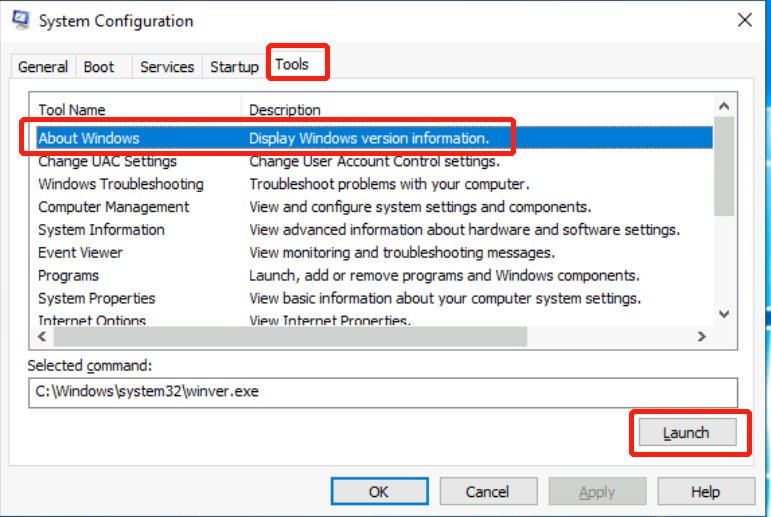 System Configuration
General Boot Services Startup Tools
Tool Name Description
About Windows Display Windows version information.
Change UAC Settings Change User Account Control settings.
Windows Troubleshooting Troubleshoot problems with your computer.
Computer Management View and configure system settings and components.
System Information View advanced information about hardware and software settings.
Event Viewer View monitoring and troubleshooting messages.
Programs Launch, add or remove programs and Windows components.
System Properties View basic information about your computer system settings.
Internet Options View Internet Properties.
Selected command:
C:\Windows\system32\winver.exe
Launch
OK Cancel Apply Help